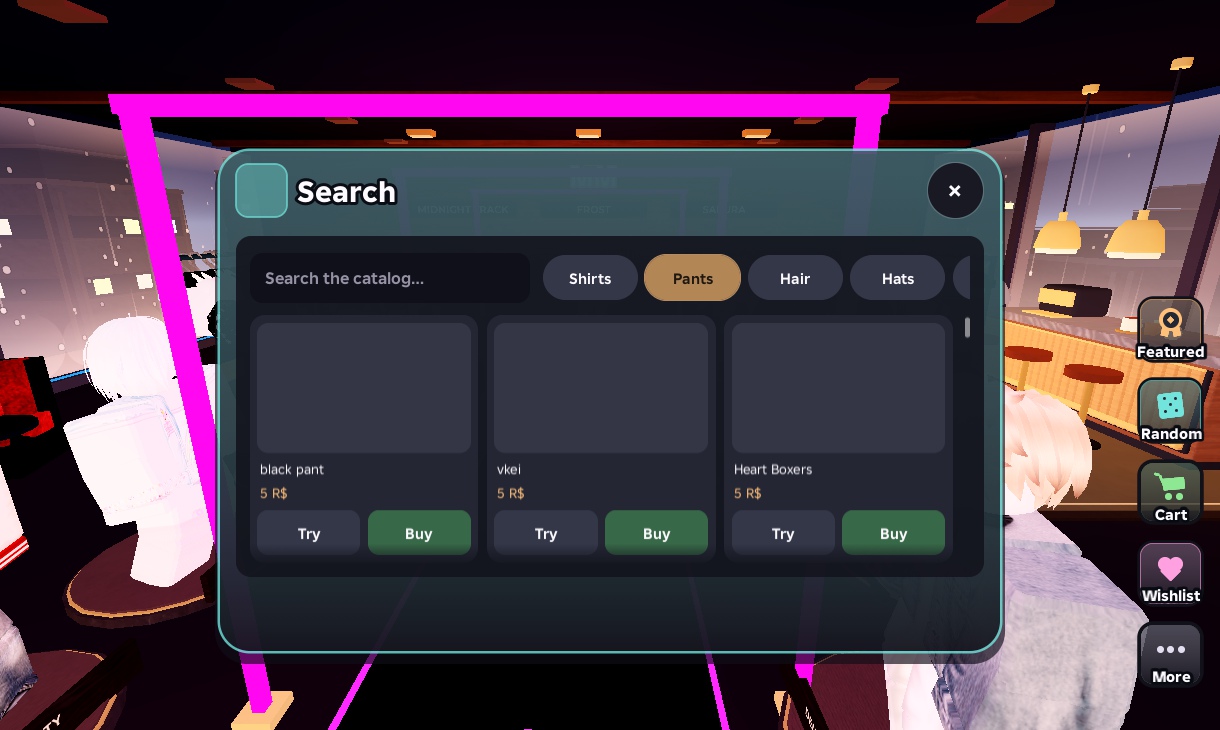 Search
×
Search the catalog...
Shirts
Pants
Hair
Hats
black pant
5 R$
Try
Buy
vkei
5 R$
Try
Buy
Heart Boxers
5 R$
Try
Buy
Featured
Random
Cart
Wishlist
More